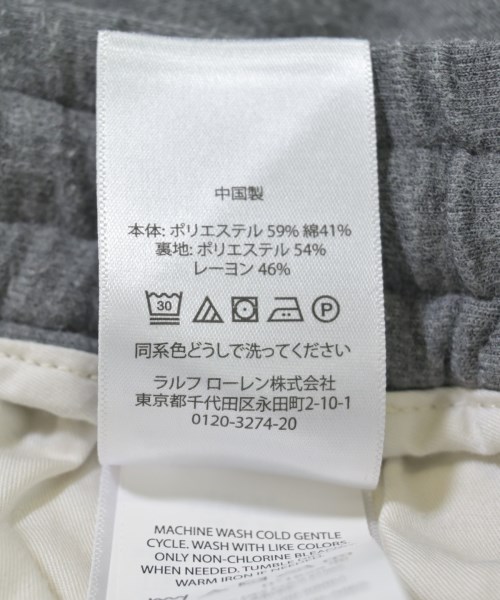 中国製
本体: ポリエステル 59% 綿41%
裏地: ポリエステル 54%
レーヨン 46%
30
P
同系色どうしで洗ってください
ラルフ ローレン株式会社
東京都千代田区永田町2-10-1
0120-3274-20
MACHINE WASH COLD GENTLE
CYCLE. WASH WITH LIKE COLORS.
ONLY NON-CHLORINE BLEACH
WHEN NEEDED. TUMBLE DRY
WARM IRON IF NEEDED.